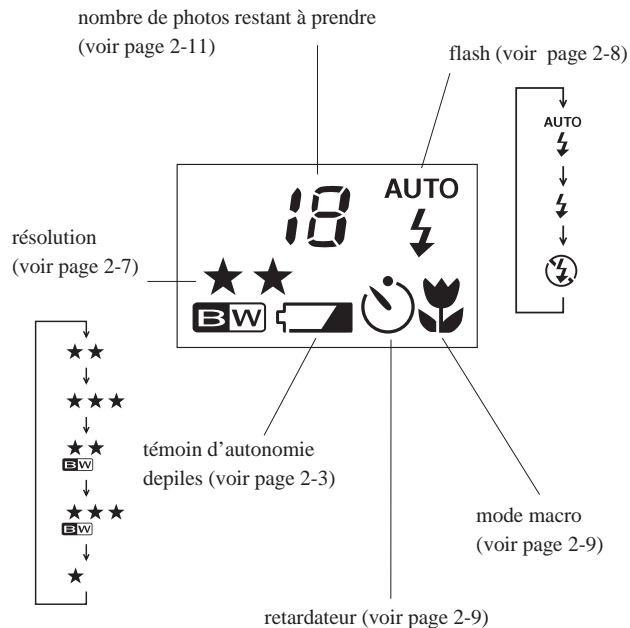 nombre de photos restant à prendre
(voir page 2-11)
flash (voir page 2-8)
AUTO
18
AUTO
résolution
(voir page 2-7)
BW
témoin d'autonomie
depiles (voir page 2-3)
BW
BW
mode macro
(voir page 2-9)
retardateur (voir page 2-9)